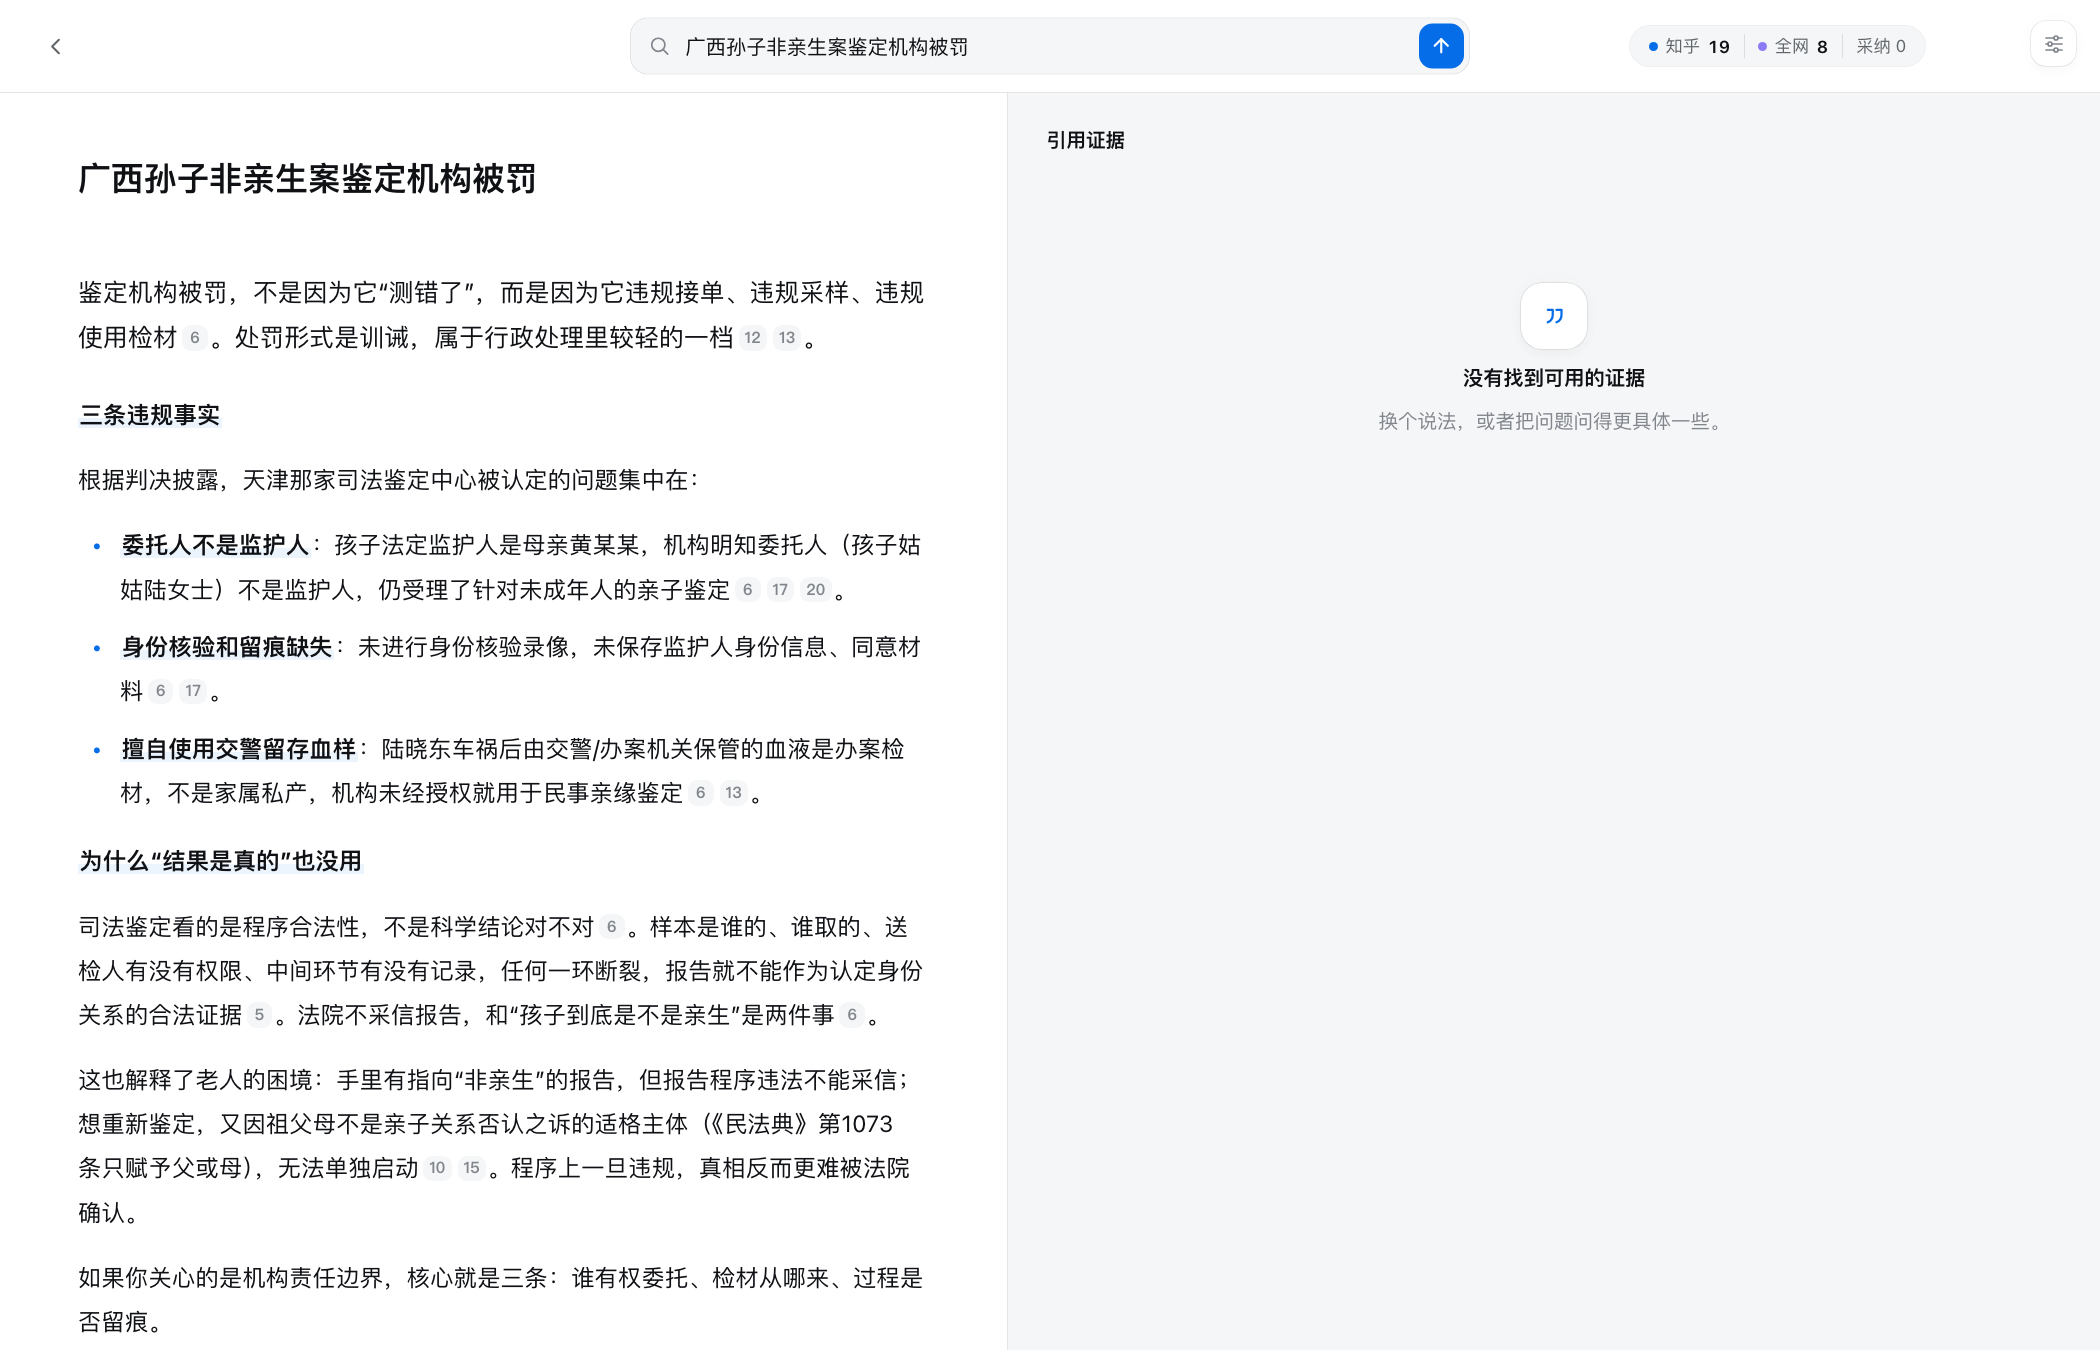 广西孙子非亲生案鉴定机构被罚
知乎 19 全网 8 采纳 0
广西孙子非亲生案鉴定机构被罚
鉴定机构被罚，不是因为它“测错了”，而是因为它违规接单、违规采样、违规
使用检材 6 。处罚形式是训诫，属于行政处理里较轻的一档 12 13 。
三条违规事实
根据判决披露，天津那家司法鉴定中心被认定的问题集中在：
• 委托人不是监护人：孩子法定监护人是母亲黄某某，机构明知委托人（孩子姑
姑陆女士）不是监护人，仍受理了针对未成年人的亲子鉴定 6 17 20 。
• 身份核验和留痕缺失：未进行身份核验录像，未保存监护人身份信息、同意材
料 6 17 。
• 擅自使用交警留存血样：陆晓东车祸后由交警/办案机关保管的血液是办案检
材，不是家属私产，机构未经授权就用于民事亲缘鉴定 6 13 。
为什么“结果是真的”也没用
司法鉴定看的是程序合法性，不是科学结论对不对 6 。样本是谁的、谁取的、送
检人有没有权限、中间环节有没有记录，任何一环断裂，报告就不能作为认定身份
关系的合法证据 5 。法院不采信报告，和“孩子到底是不是亲生”是两件事 6 。
这也解释了老人的困境：手里有指向“非亲生”的报告，但报告程序违法不能采信；
想重新鉴定，又因祖父母不是亲子关系否认之诉的适格主体（《民法典》第1073
条只赋予父或母），无法单独启动 10 15 。程序上一旦违规，真相反而更难被法院
确认。
如果你关心的是机构责任边界，核心就是三条：谁有权委托、检材从哪来、过程是
否留痕。
引用证据
没有找到可用的证据
换个说法，或者把问题问得更具体一些。